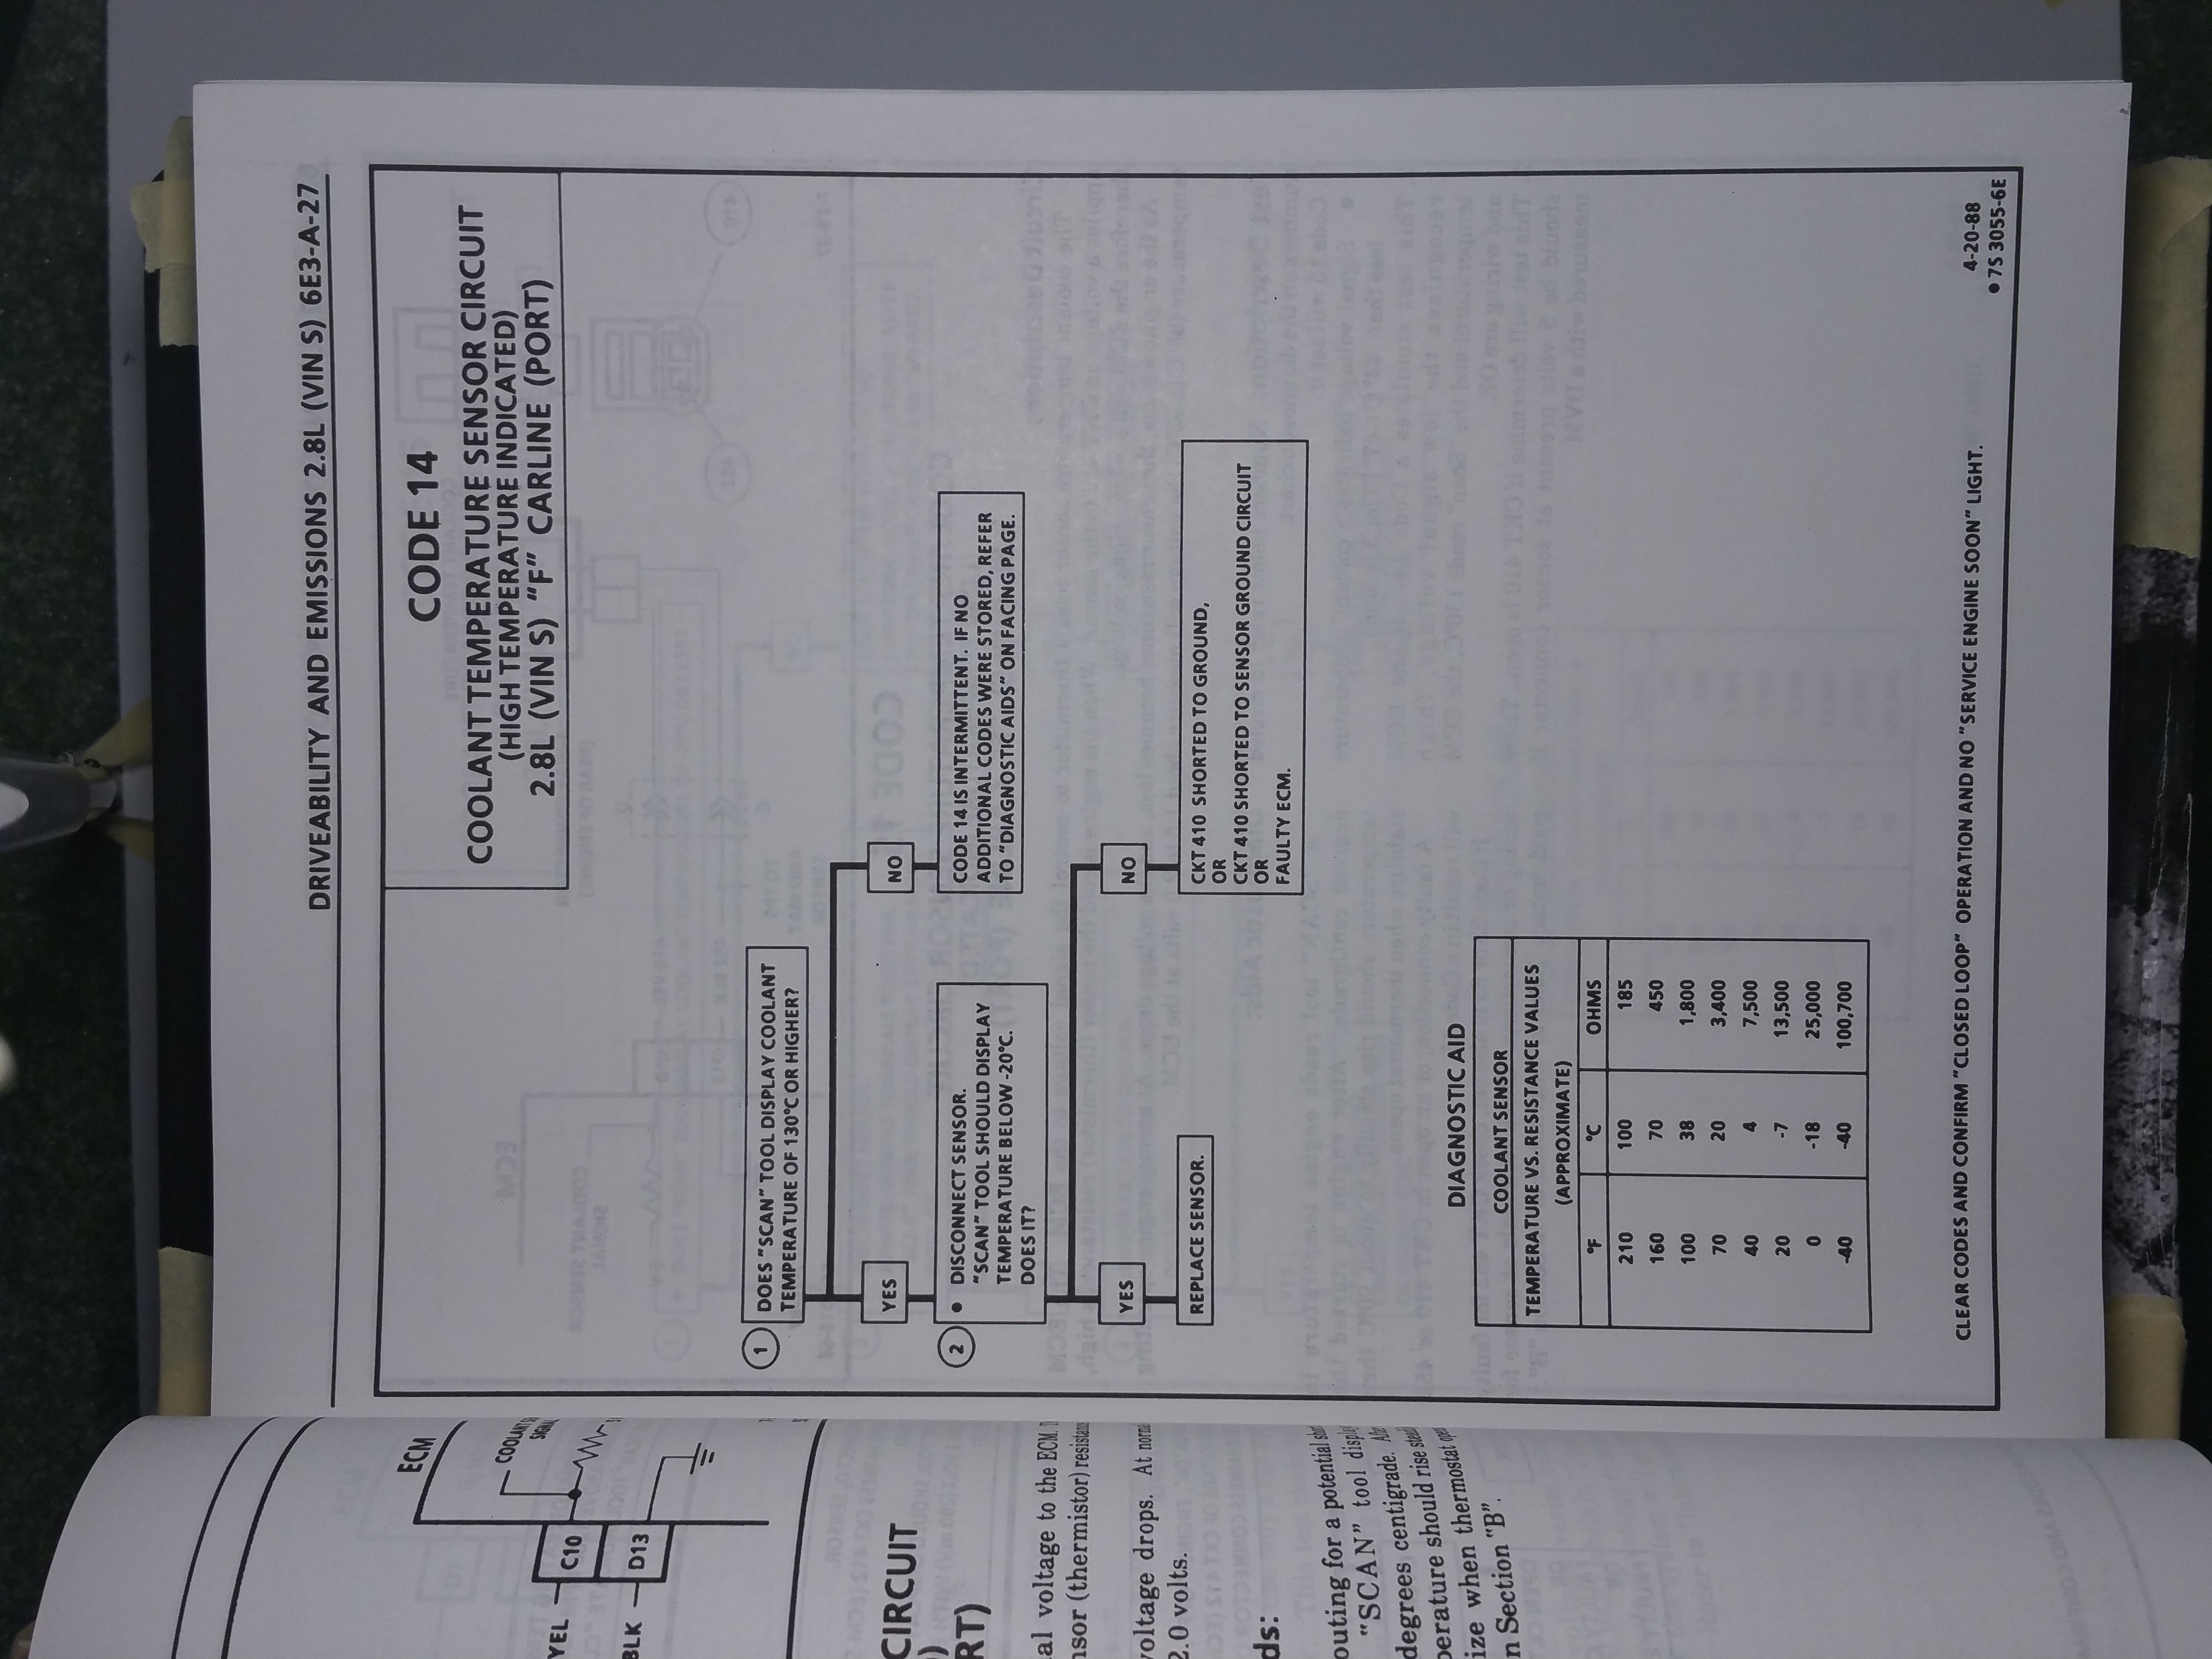 DRIVEABILITY AND EMISSIONS 2.8L (VIN S) 6E3-A-27
CODE 14
COOLANT TEMPERATURE SENSOR CIRCUIT
(HIGH TEMPERATURE INDICATED)
2.8L (VIN S) "F" CARLINE (PORT)
1
DOES "SCAN" TOOL DISPLAY COOLANT
TEMPERATURE OF 130°C OR HIGHER?
YES
NO
2
• DISCONNECT SENSOR.
"SCAN" TOOL SHOULD DISPLAY
TEMPERATURE BELOW -20°C.
DOES IT?
CODE 14 IS INTERMITTENT. IF NO
ADDITIONAL CODES WERE STORED, REFER
TO "DIAGNOSTIC AIDS" ON FACING PAGE.
YES
NO
REPLACE SENSOR.
CKT 410 SHORTED TO GROUND,
OR
CKT 410 SHORTED TO SENSOR GROUND CIRCUIT
OR
FAULTY ECM.
DIAGNOSTIC AID
COOLANT SENSOR
TEMPERATURE VS. RESISTANCE VALUES
(APPROXIMATE)
°F °C OHMS
210 100 185
160 70 450
100 38 1,800
70 20 3,400
40 4 7,500
20 -7 13,500
0 -18 25,000
-40 -40 100,700
CLEAR CODES AND CONFIRM "CLOSED LOOP" OPERATION AND NO "SERVICE ENGINE SOON" LIGHT.
4-20-88
• 7S 3055-6E
ECM
COOLANT
C10
D13
YEL
BLK
CIRCUIT
RT)
al voltage to the ECM.
nsor (thermistor)
voltage drops. At
2.0 volts.
ds:
outing for a potential
"SCAN" tool
degrees centigrade.
perature should rise
ize when thermostat
n Section "B".